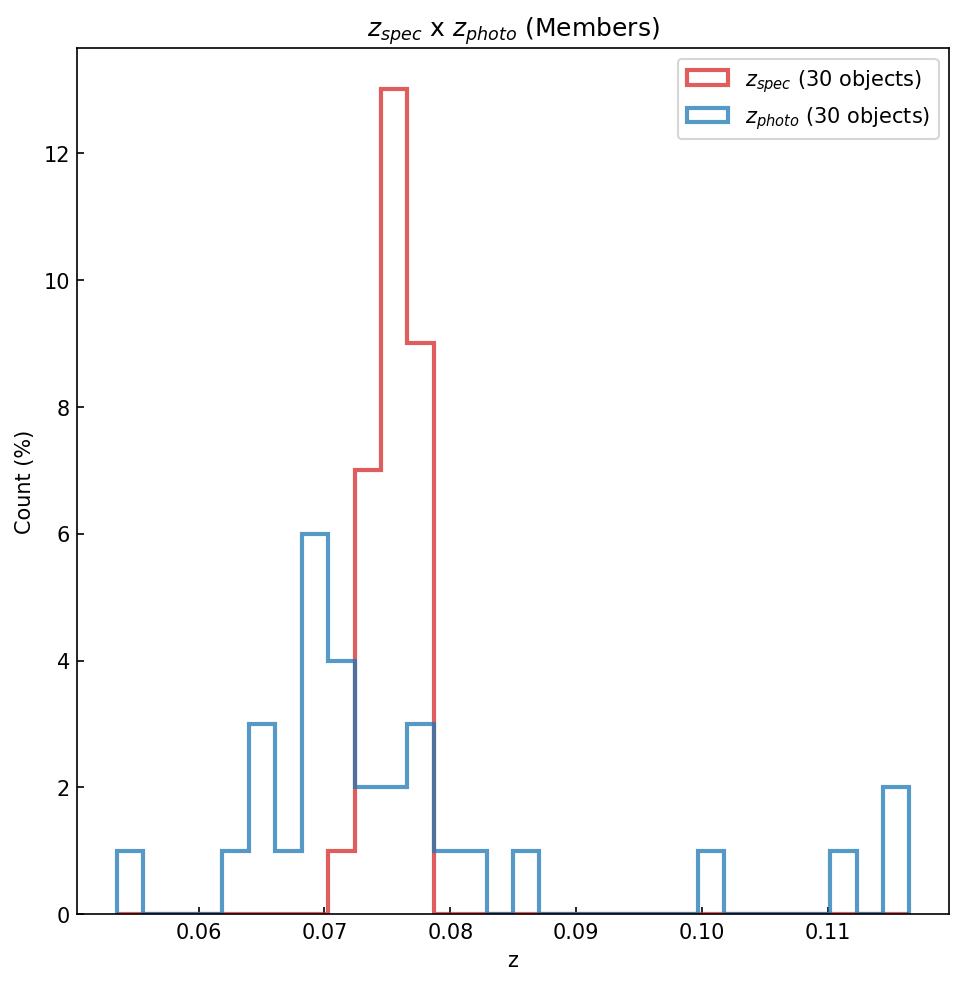 z_spec x z_photo (Members)
z_spec (30 objects)
z_photo (30 objects)
Count (%)
12
10
8
6
4
2
0
0.06 0.07 0.08 0.09 0.10 0.11
z